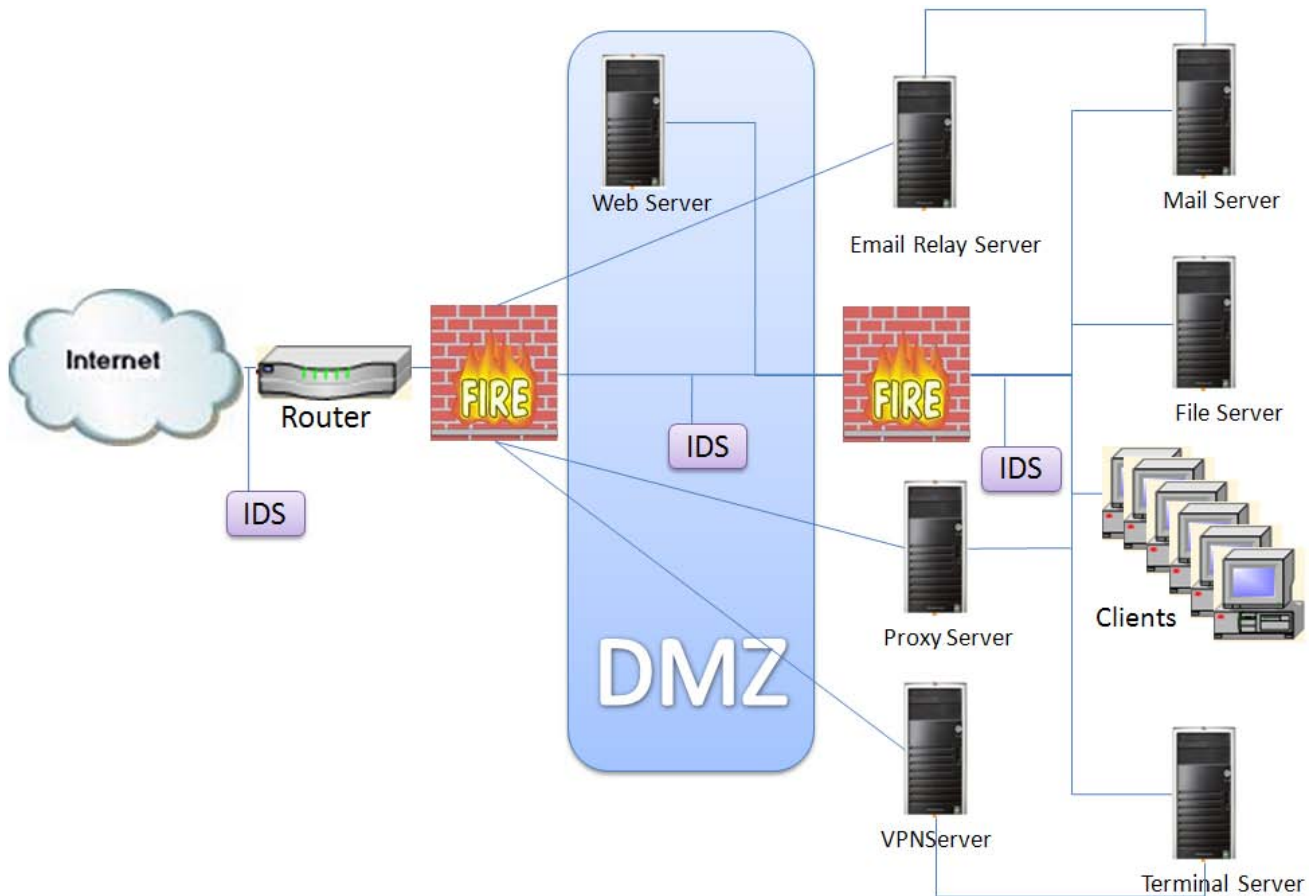 Web Server
Email Relay Server
Mail Server
Internet
Router
FIRE
FIRE
IDS
IDS
IDS
File Server
Proxy Server
Clients
DMZ
VPNServer
Terminal Server